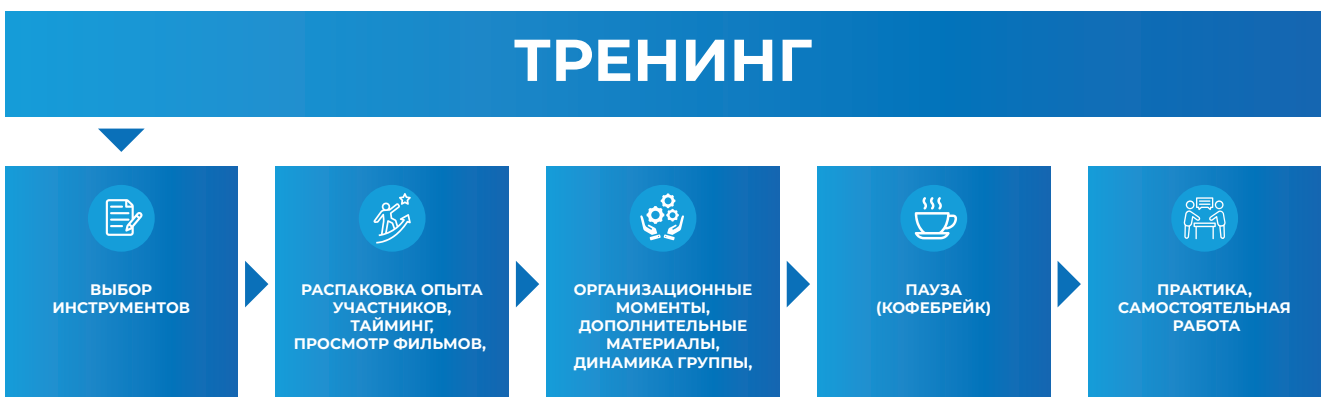 ТРЕНИНГ
ВЫБОР
ИНСТРУМЕНТОВ
РАСПАКОВКА ОПЫТА
УЧАСТНИКОВ,
ТАЙМИНГ,
ПРОСМОТР ФИЛЬМОВ,
ОРГАНИЗАЦИОННЫЕ
МОМЕНТЫ,
ДОПОЛНИТЕЛЬНЫЕ
МАТЕРИАЛЫ,
ДИНАМИКА ГРУППЫ,
ПАУЗА
(КОФЕБРЕЙК)
ПРАКТИКА,
САМОСТОЯТЕЛЬНАЯ
РАБОТА